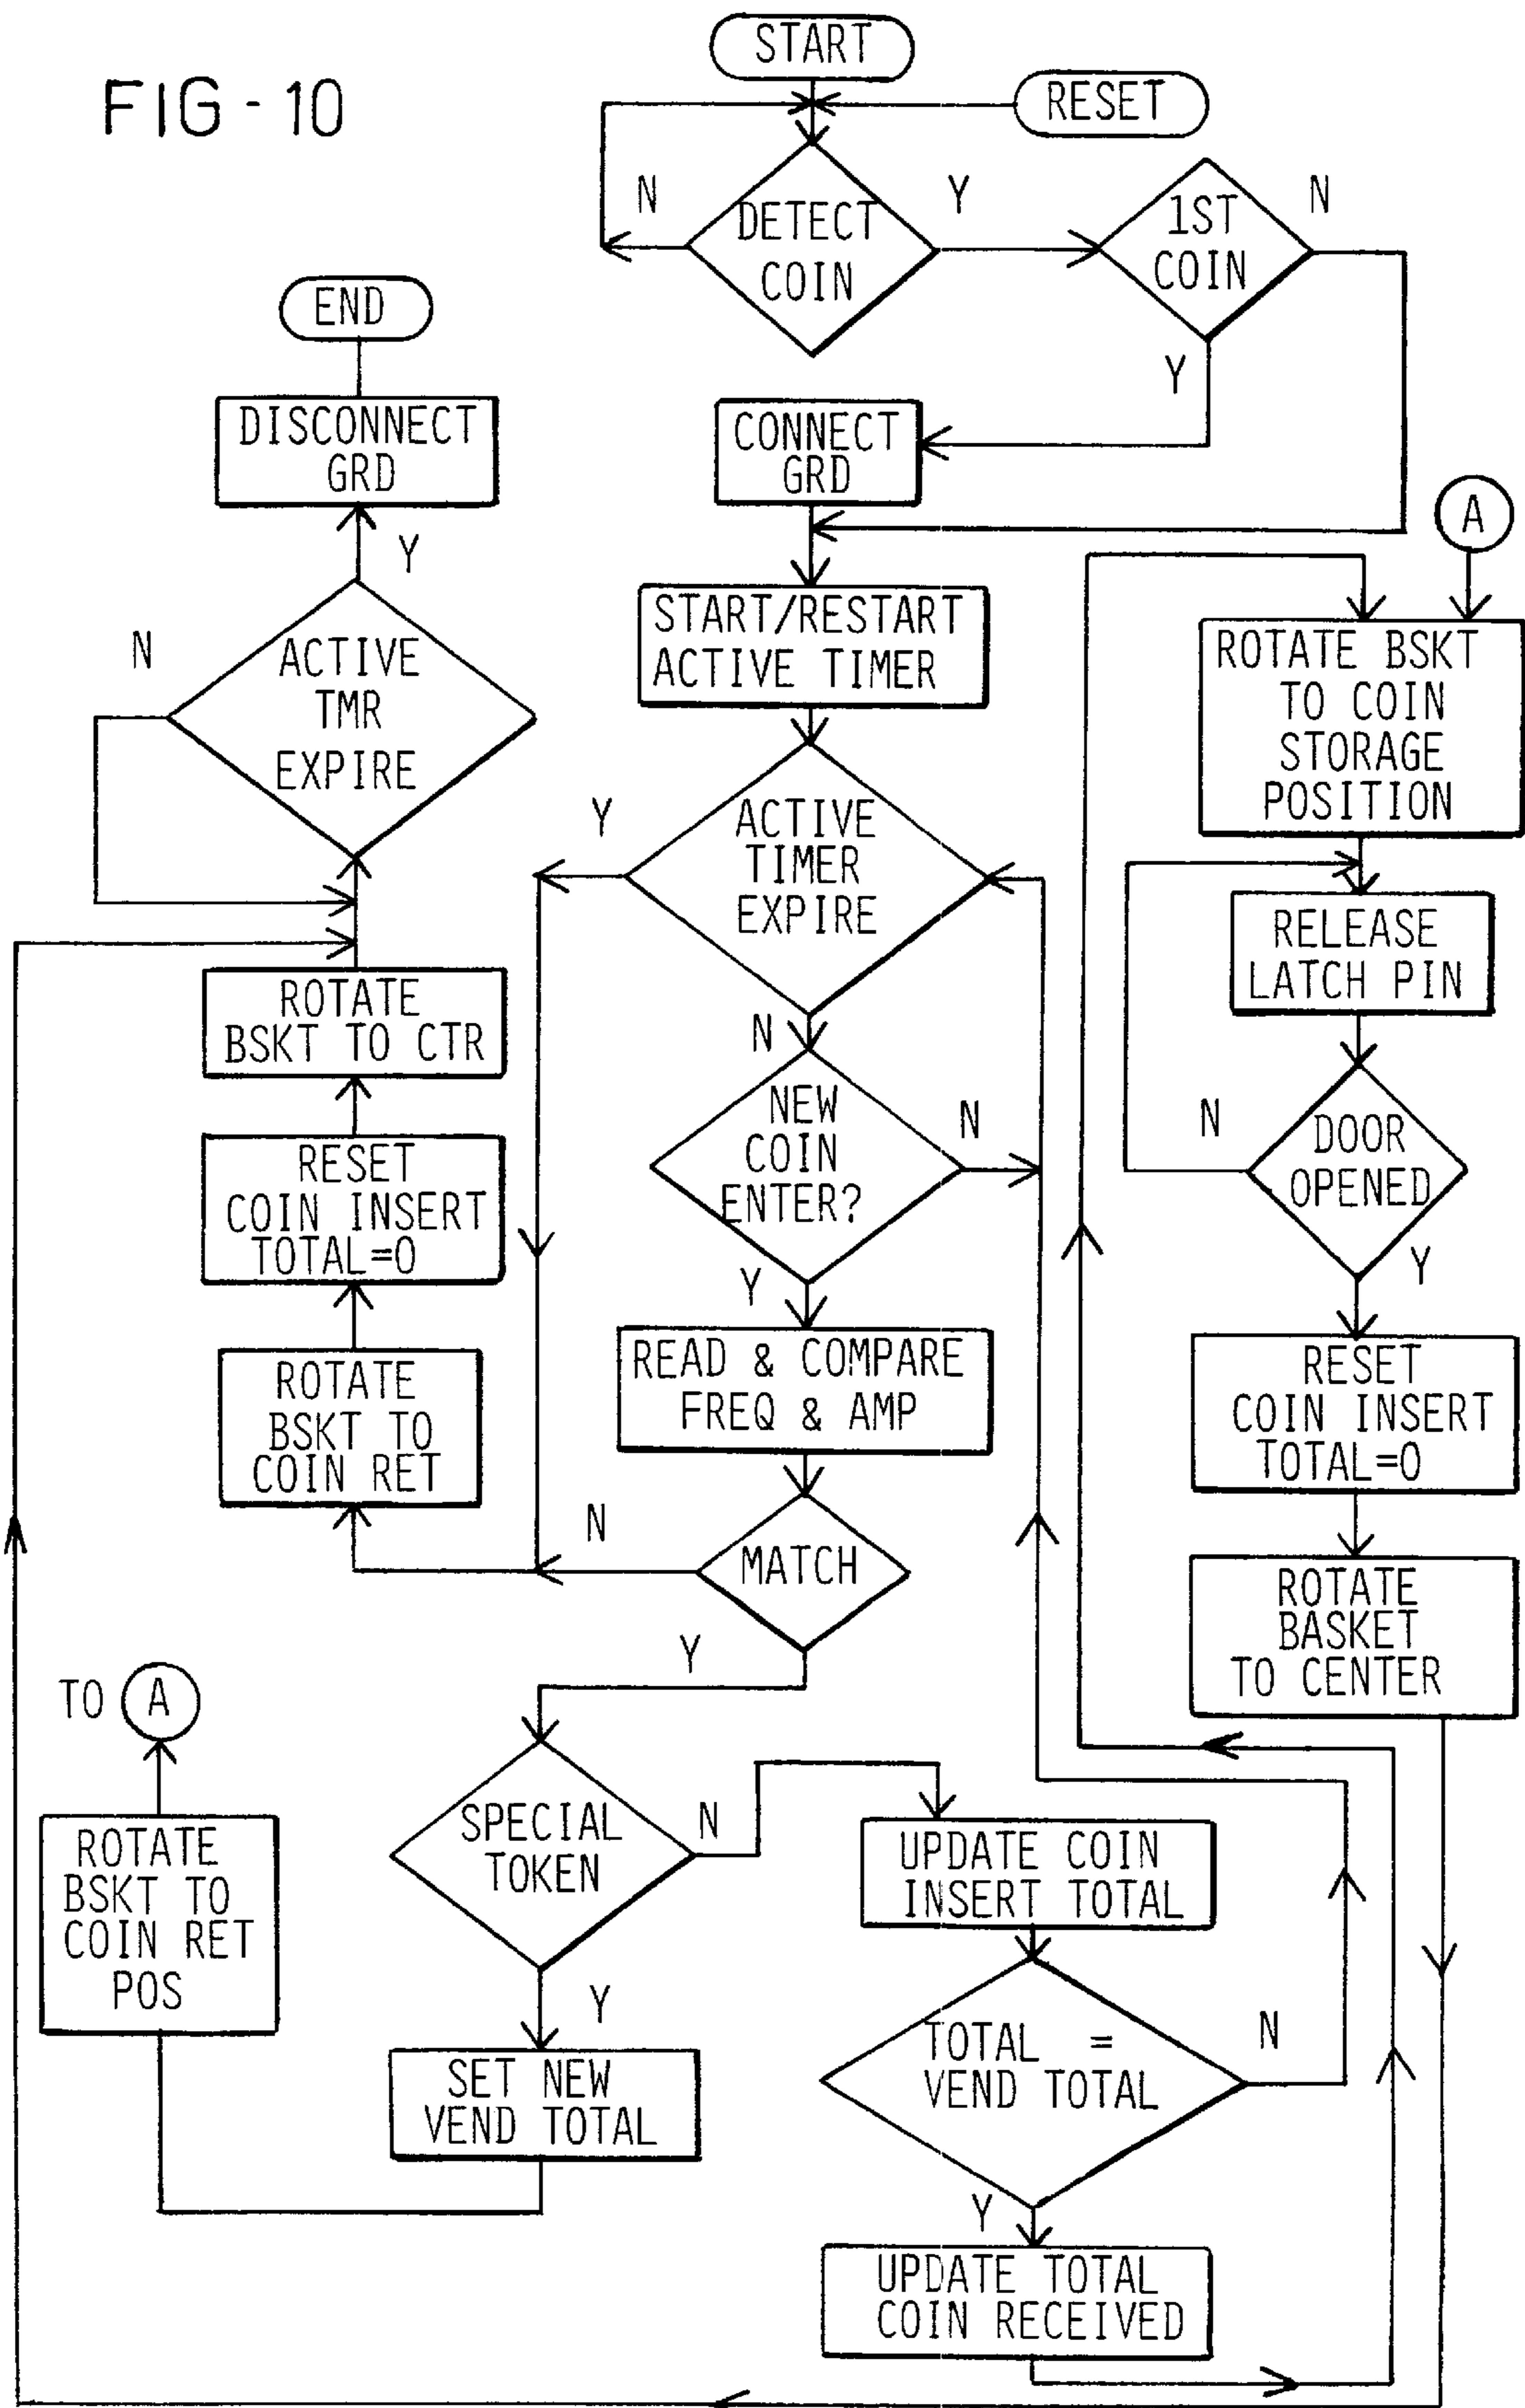 FIG - 10
START
RESET
DETECT
COIN
N
Y
1ST
COIN
N
Y
END
DISCONNECT
GRD
Y
CONNECT
GRD
A
N
ACTIVE
TMR
EXPIRE
START/RESTART
ACTIVE TIMER
ROTATE BSKT
TO COIN
STORAGE
POSITION
Y
ACTIVE
TIMER
EXPIRE
N
RELEASE
LATCH PIN
ROTATE
BSKT TO CTR
NEW
COIN
ENTER?
N
Y
N
DOOR
OPENED
Y
RESET
COIN INSERT
TOTAL=0
READ & COMPARE
FREQ & AMP
RESET
COIN INSERT
TOTAL=0
ROTATE
BSKT TO
COIN RET
N
MATCH
Y
ROTATE
BASKET
TO CENTER
TO A
ROTATE
BSKT TO
COIN RET
POS
SPECIAL
TOKEN
N
Y
UPDATE COIN
INSERT TOTAL
SET NEW
VEND TOTAL
TOTAL =
VEND TOTAL
N
Y
UPDATE TOTAL
COIN RECEIVED